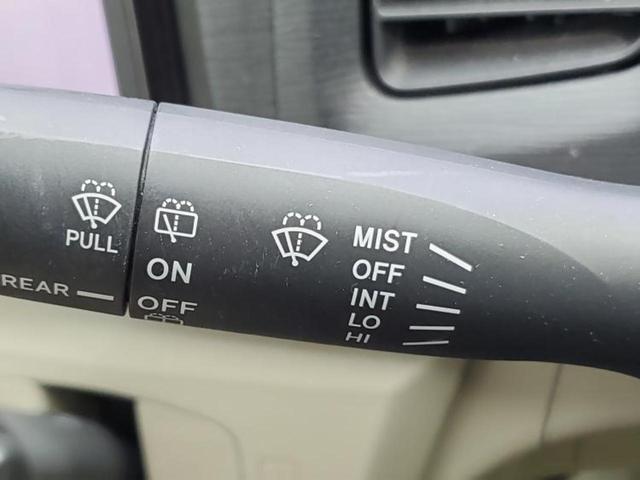 PULL
REAR
ON
OFF
MIST
OFF
INT
LO
HI